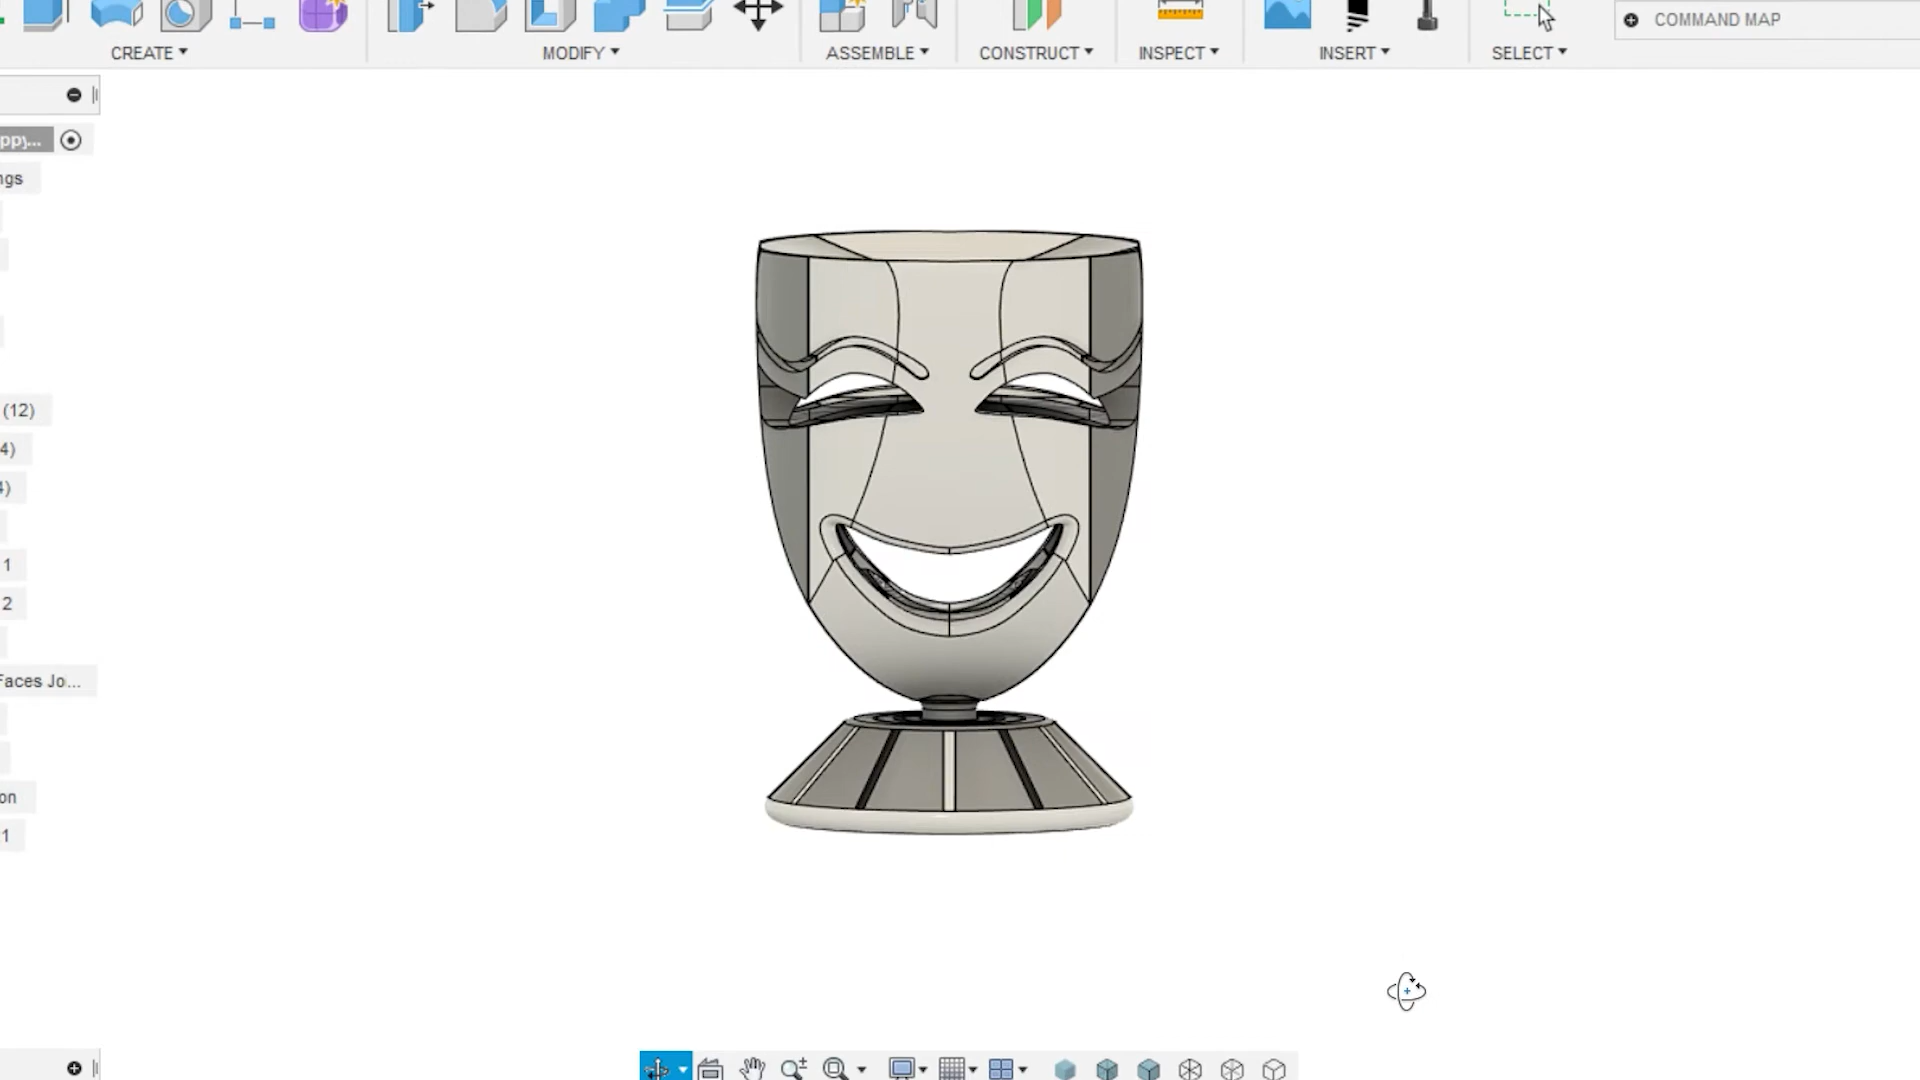 CREATE
MODIFY
ASSEMBLE
CONSTRUCT
INSPECT
INSERT
SELECT
COMMAND MAP
ppy...
ngs
(12)
4)
4)
1
2
Faces Jo...
on
1